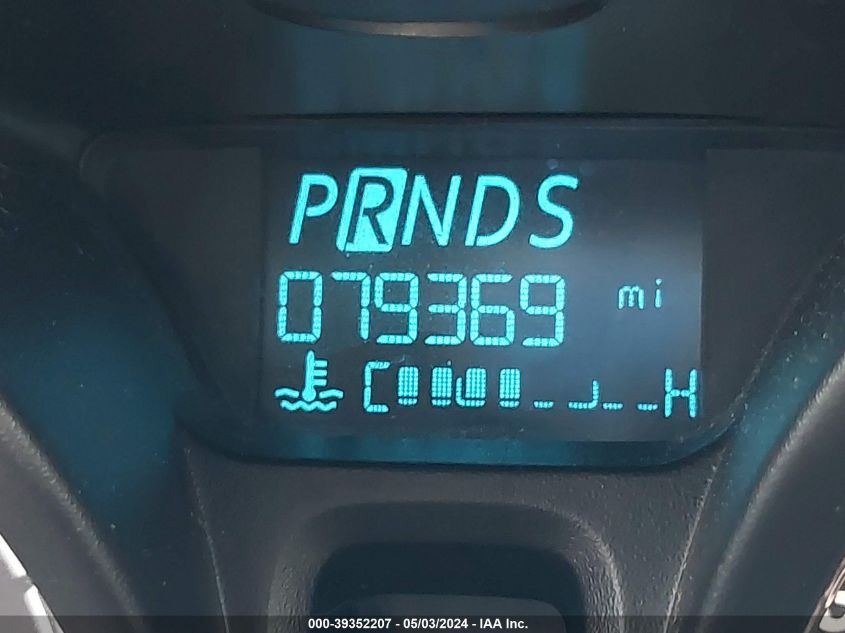 PRNDS
079369 mi
C H
000-39352207 - 05/03/2024 - IAA Inc.